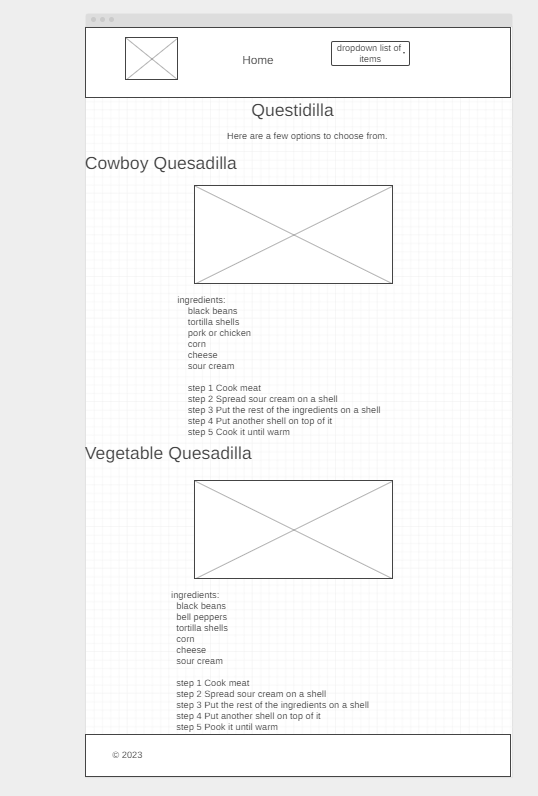 Home
dropdown list of
items
Questidilla
Here are a few options to choose from.
Cowboy Quesadilla
ingredients:
black beans
tortilla shells
pork or chicken
corn
cheese
sour cream
step 1 Cook meat
step 2 Spread sour cream on a shell
step 3 Put the rest of the ingredients on a shell
step 4 Put another shell on top of it
step 5 Cook it until warm
Vegetable Quesadilla
ingredients:
black beans
bell peppers
tortilla shells
corn
cheese
sour cream
step 1 Cook meat
step 2 Spread sour cream on a shell
step 3 Put the rest of the ingredients on a shell
step 4 Put another shell on top of it
step 5 Pook it until warm
© 2023